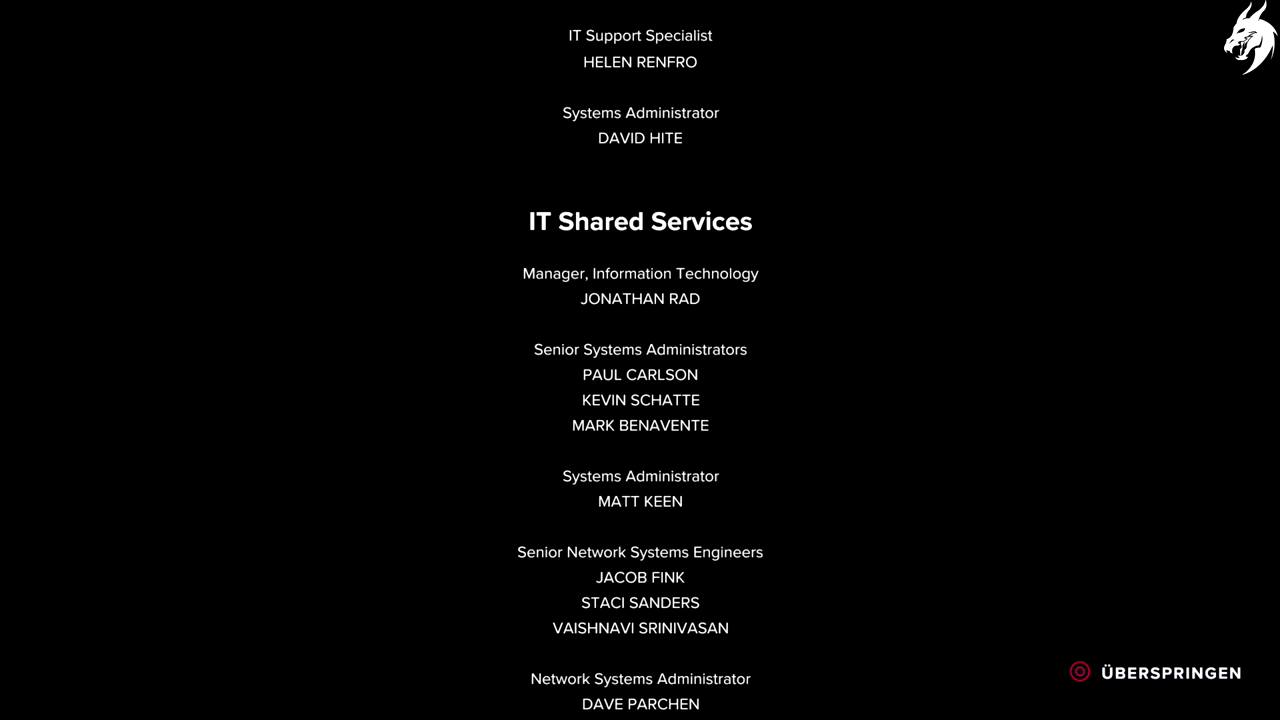 IT Support Specialist
HELEN RENFRO
Systems Administrator
DAVID HITE
IT Shared Services
Manager, Information Technology
JONATHAN RAD
Senior Systems Administrators
PAUL CARLSON
KEVIN SCHATTE
MARK BENAVENTE
Systems Administrator
MATT KEEN
Senior Network Systems Engineers
JACOB FINK
STACI SANDERS
VAISHNAVI SRINIVASAN
ÜBERSPRINGEN
Network Systems Administrator
DAVE PARCHEN